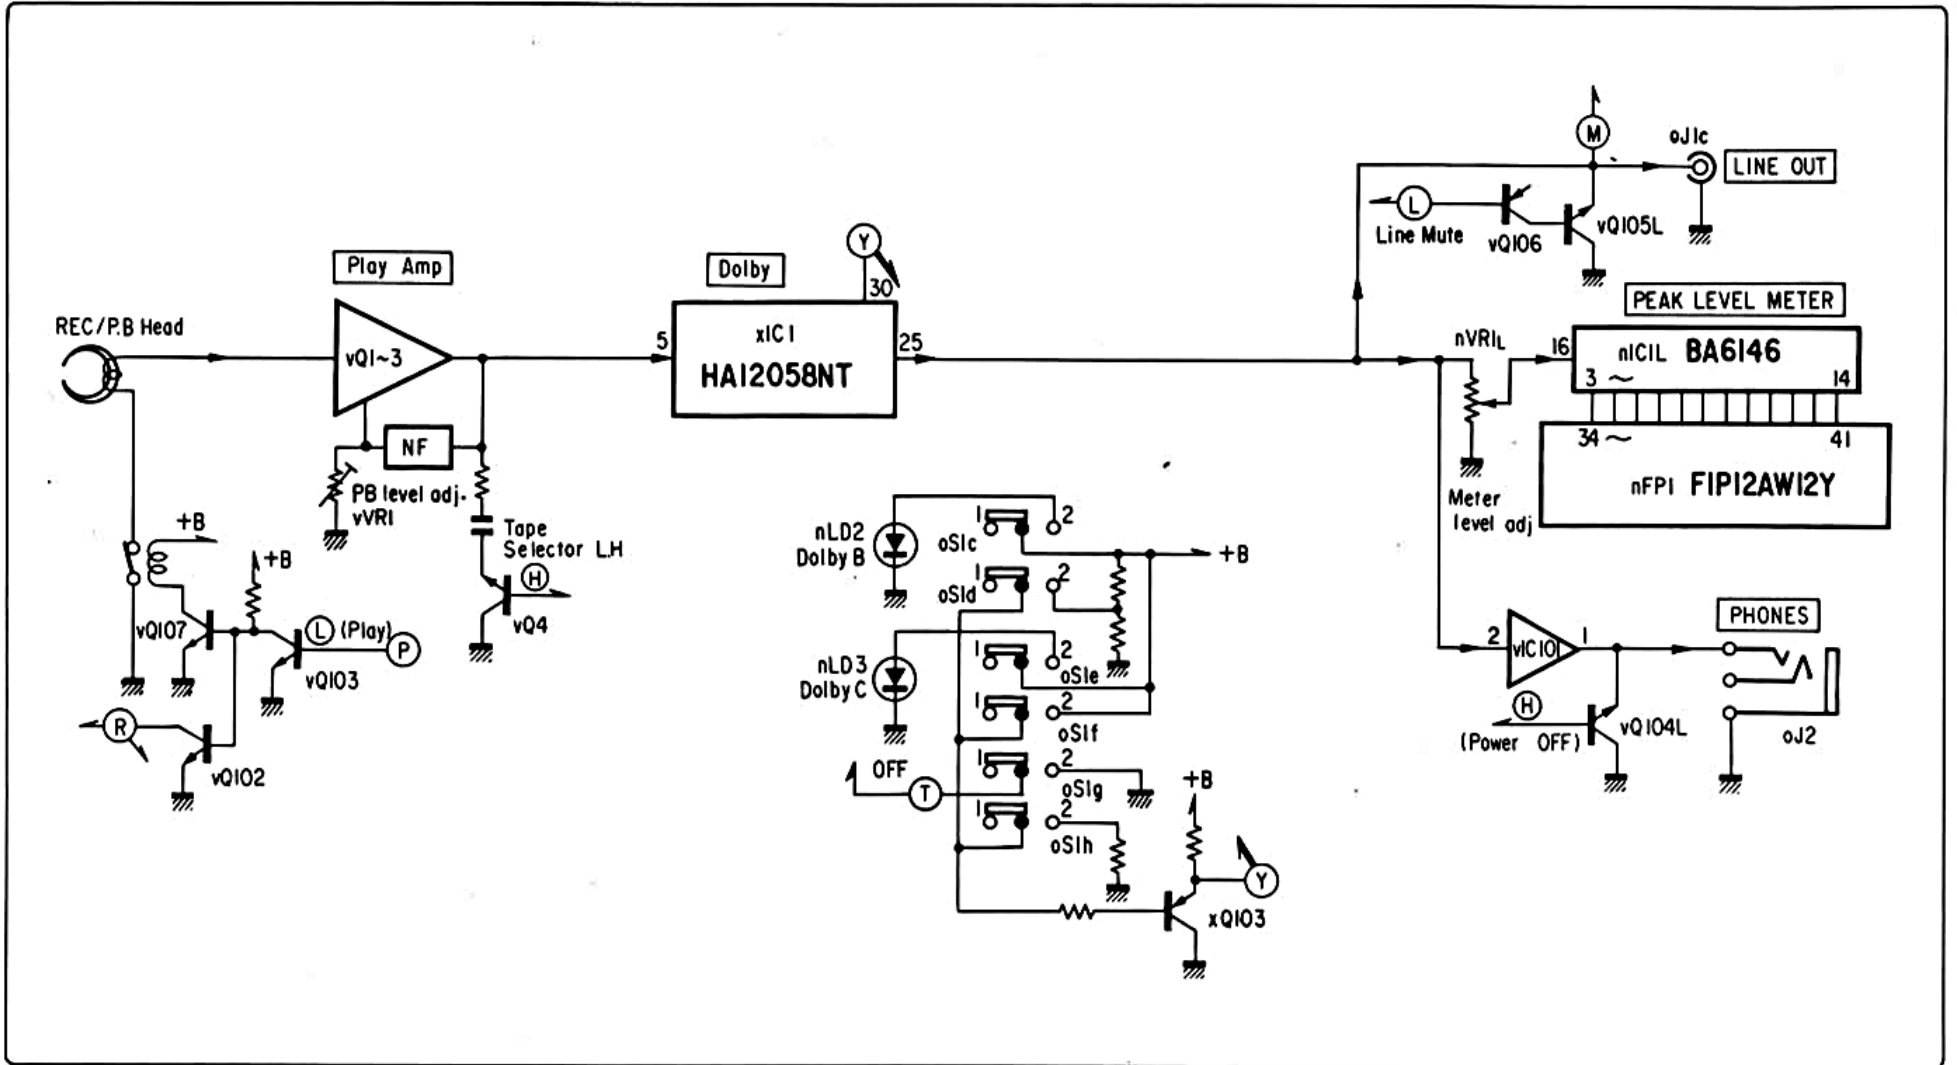 M
oJ1c
LINE OUT
L
Line Mute
vQ106
vQ105L
Y
Play Amp
Dolby
30
PEAK LEVEL METER
REC/P.B Head
vQ1~3
5
xIC1
HA12058NT
25
nVR1L
16
nIC1L BA6146
3 ~
14
NF
34 ~
41
nFP1 FIP12AW12Y
PB level adj.
vVR1
Meter
level adj
+B
Tape
Selector L.H
H
vQ4
+B
nLD2
Dolby B
oS1c
1
2
+B
oS1d
1
2
vQ107
L (Play)
P
vQ103
nLD3
Dolby C
1
2
oS1e
2
vIC10
1
PHONES
R
vQ102
1
2
oS1f
H
(Power OFF)
vQ104L
oJ2
OFF
T
1
2
oS1g
1
2
oS1h
+B
Y
xQ103